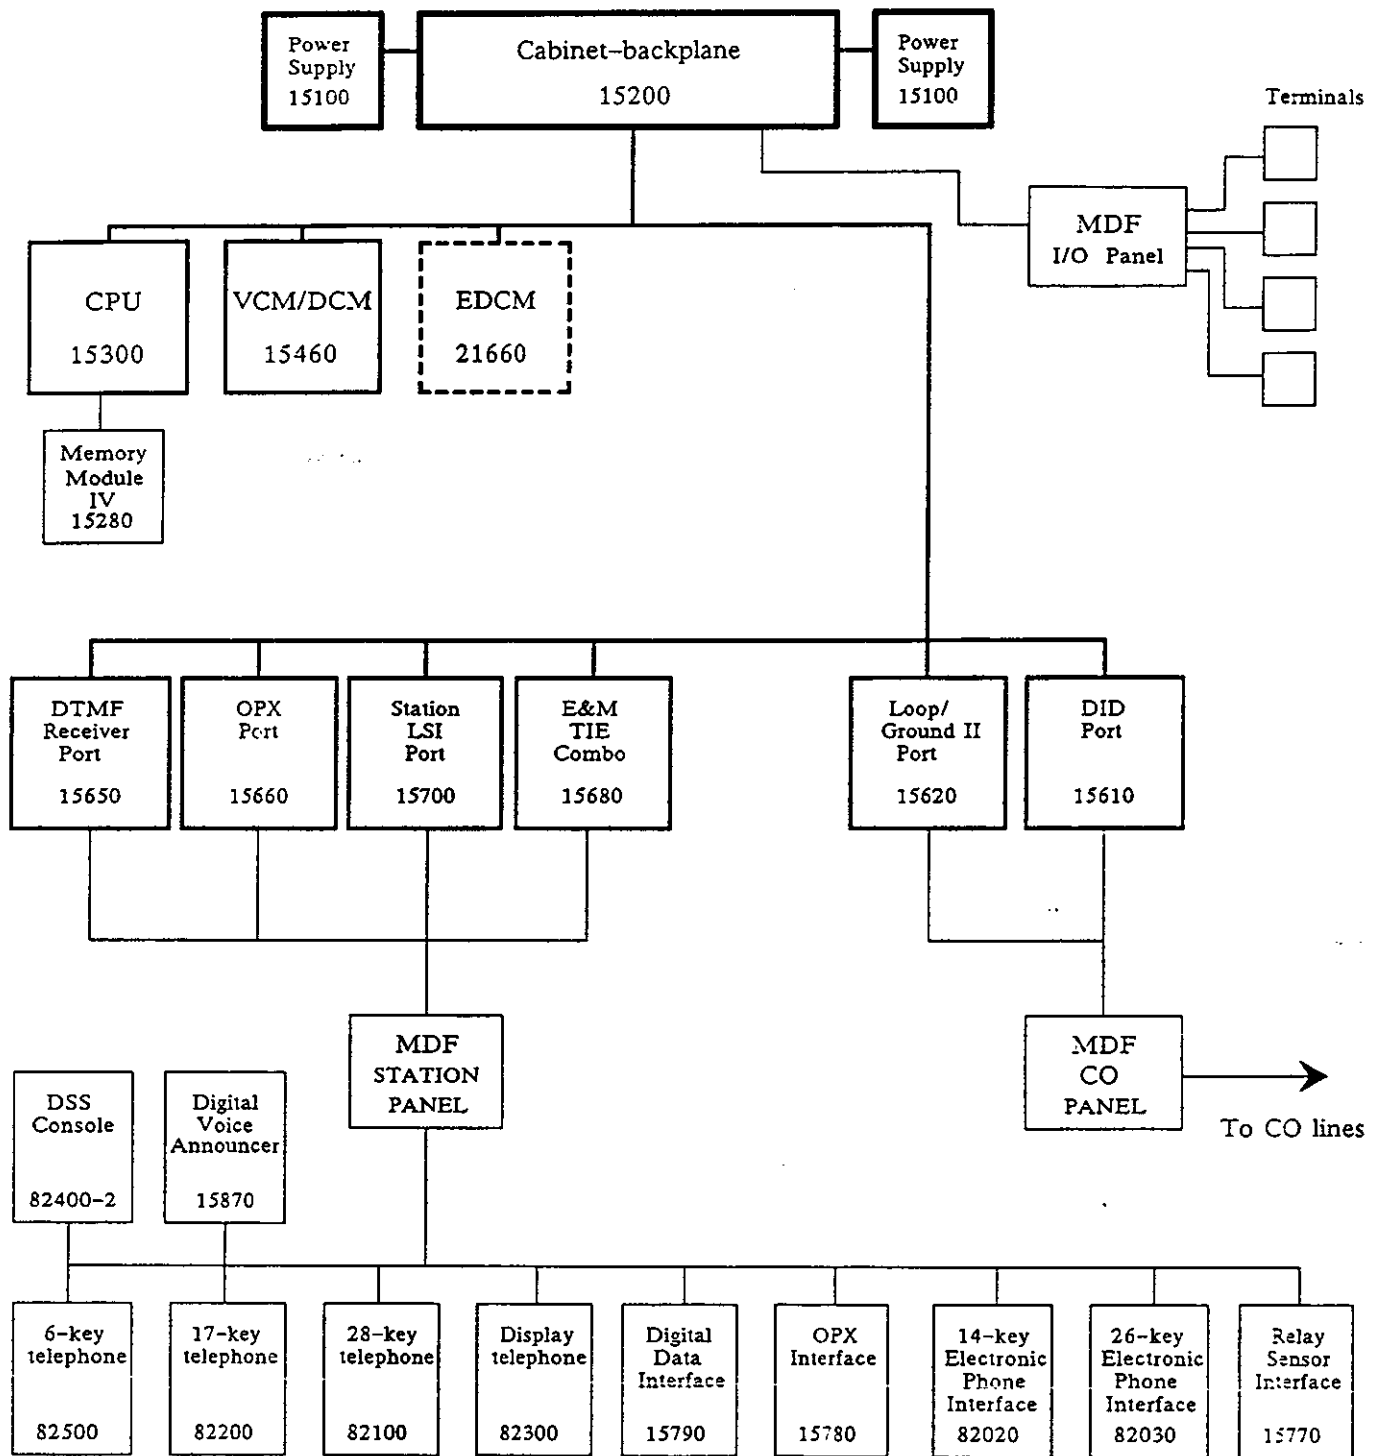 Power
Supply
15100
Cabinet-backplane
15200
Power
Supply
15100
Terminals
MDF
I/O Panel
CPU
15300
VCM/DCM
15460
EDCM
21660
Memory
Module
IV
15280
DTMF
Receiver
Port
15650
OPX
Port
15660
Station
LSI
Port
15700
E&M
TIE
Combo
15680
Loop/
Ground II
Port
15620
DID
Port
15610
MDF
STATION
PANEL
MDF
CO
PANEL
To CO lines
DSS
Console
82400-2
Digital
Voice
Announcer
15870
6-key
telephone
82500
17-key
telephone
82200
28-key
telephone
82100
Display
telephone
82300
Digital
Data
Interface
15790
OPX
Interface
15780
14-key
Electronic
Phone
Interface
82020
26-key
Electronic
Phone
Interface
82030
Relay
Sensor
Interface
15770